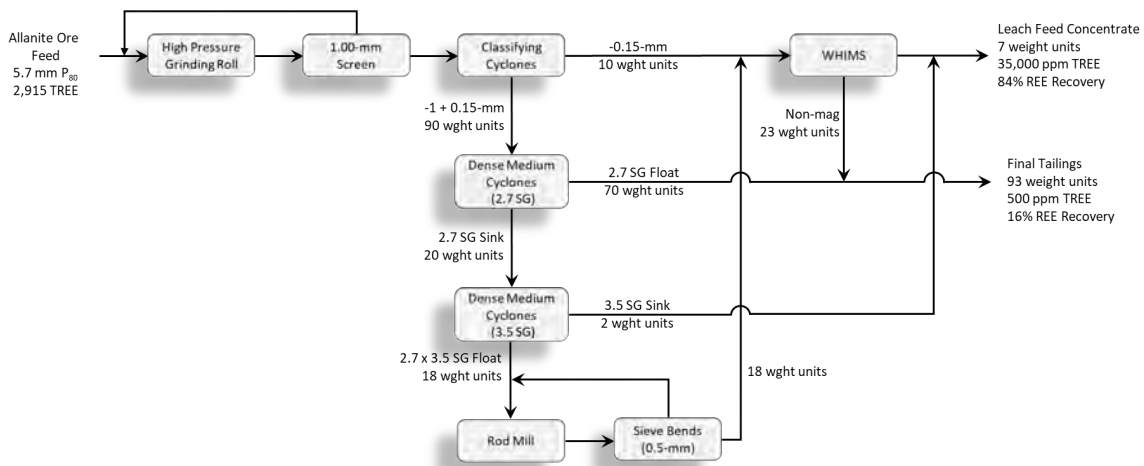 Allanite Ore
Feed
5.7 mm P₈₀
2,915 TREE
High Pressure
Grinding Roll
1.00-mm
Screen
Classifying
Cyclones
-0.15-mm
10 wght units
WHIMS
Leach Feed Concentrate
7 weight units
35,000 ppm TREE
84% REE Recovery
-1 + 0.15-mm
90 wght units
Non-mag
23 wght units
Dense Medium
Cyclones
(2.7 SG)
2.7 SG Float
70 wght units
Final Tailings
93 weight units
500 ppm TREE
16% REE Recovery
2.7 SG Sink
20 wght units
Dense Medium
Cyclones
(3.5 SG)
3.5 SG Sink
2 wght units
2.7 x 3.5 SG Float
18 wght units
18 wght units
Rod Mill
Sieve Bends
(0.5-mm)